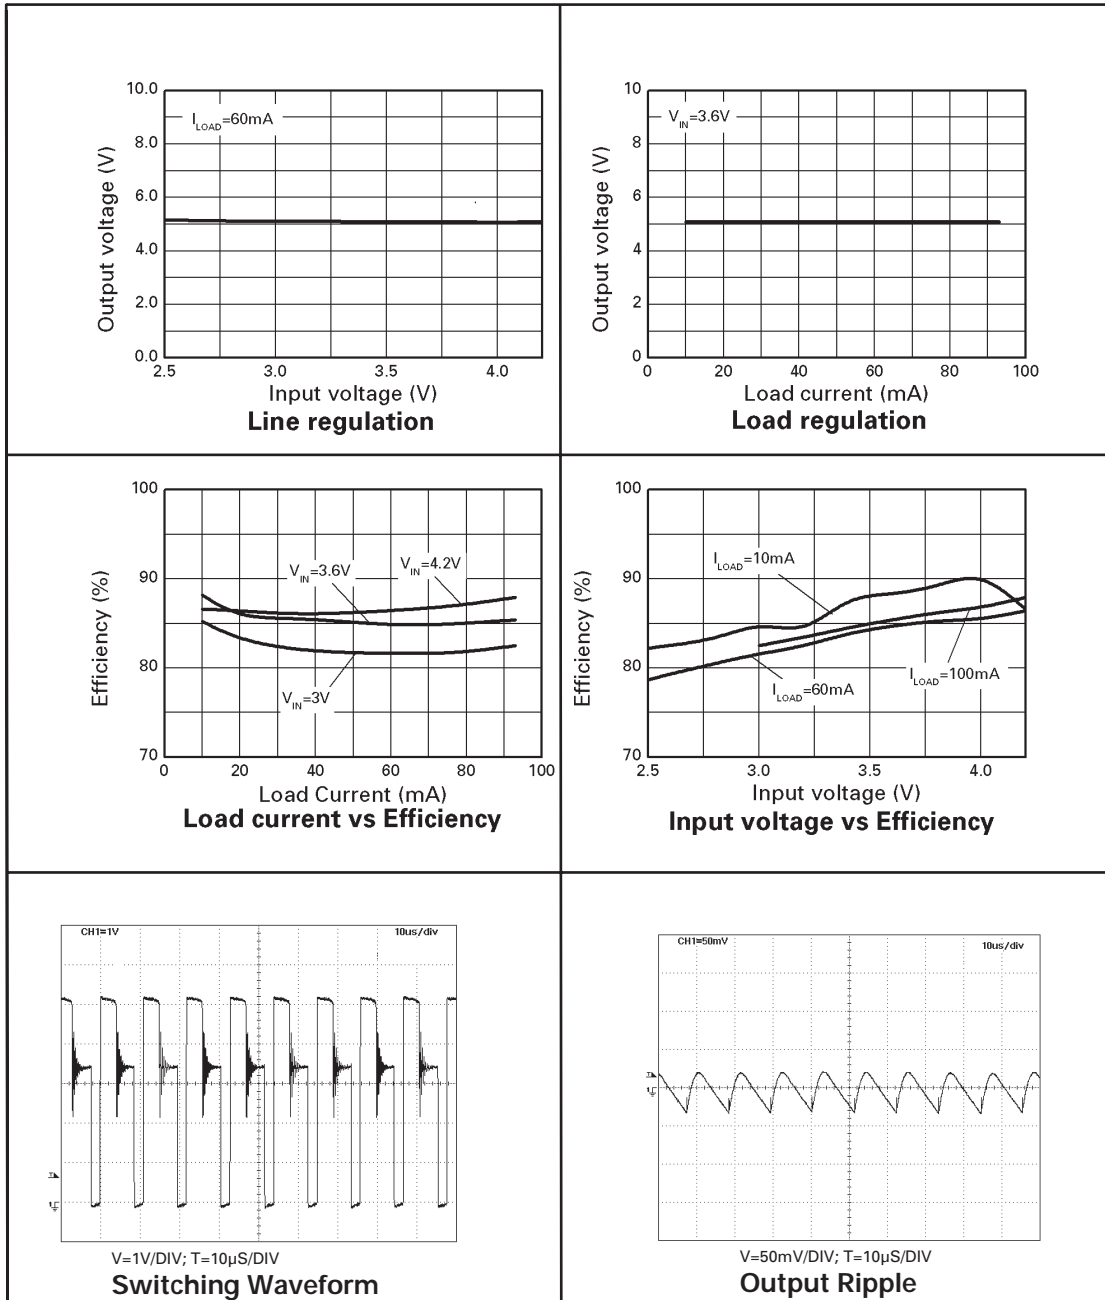 10.0
8.0
6.0
4.0
2.0
0.0
I_LOAD=60mA
Output voltage (V)
2.5 3.0 3.5 4.0
Input voltage (V)
Line regulation
10
8
6
4
2
0
V_IN=3.6V
Output voltage (V)
0 20 40 60 80 100
Load current (mA)
Load regulation
100
90
80
70
V_IN=3.6V
V_IN=4.2V
V_IN=3V
Efficiency (%)
0 20 40 60 80 100
Load Current (mA)
Load current vs Efficiency
100
90
80
70
I_LOAD=10mA
I_LOAD=100mA
I_LOAD=60mA
Efficiency (%)
2.5 3.0 3.5 4.0
Input voltage (V)
Input voltage vs Efficiency
CH1=1V 10us/div
V=1V/DIV; T=10µS/DIV
Switching Waveform
CH1=50mV 10us/div
V=50mV/DIV; T=10µS/DIV
Output Ripple